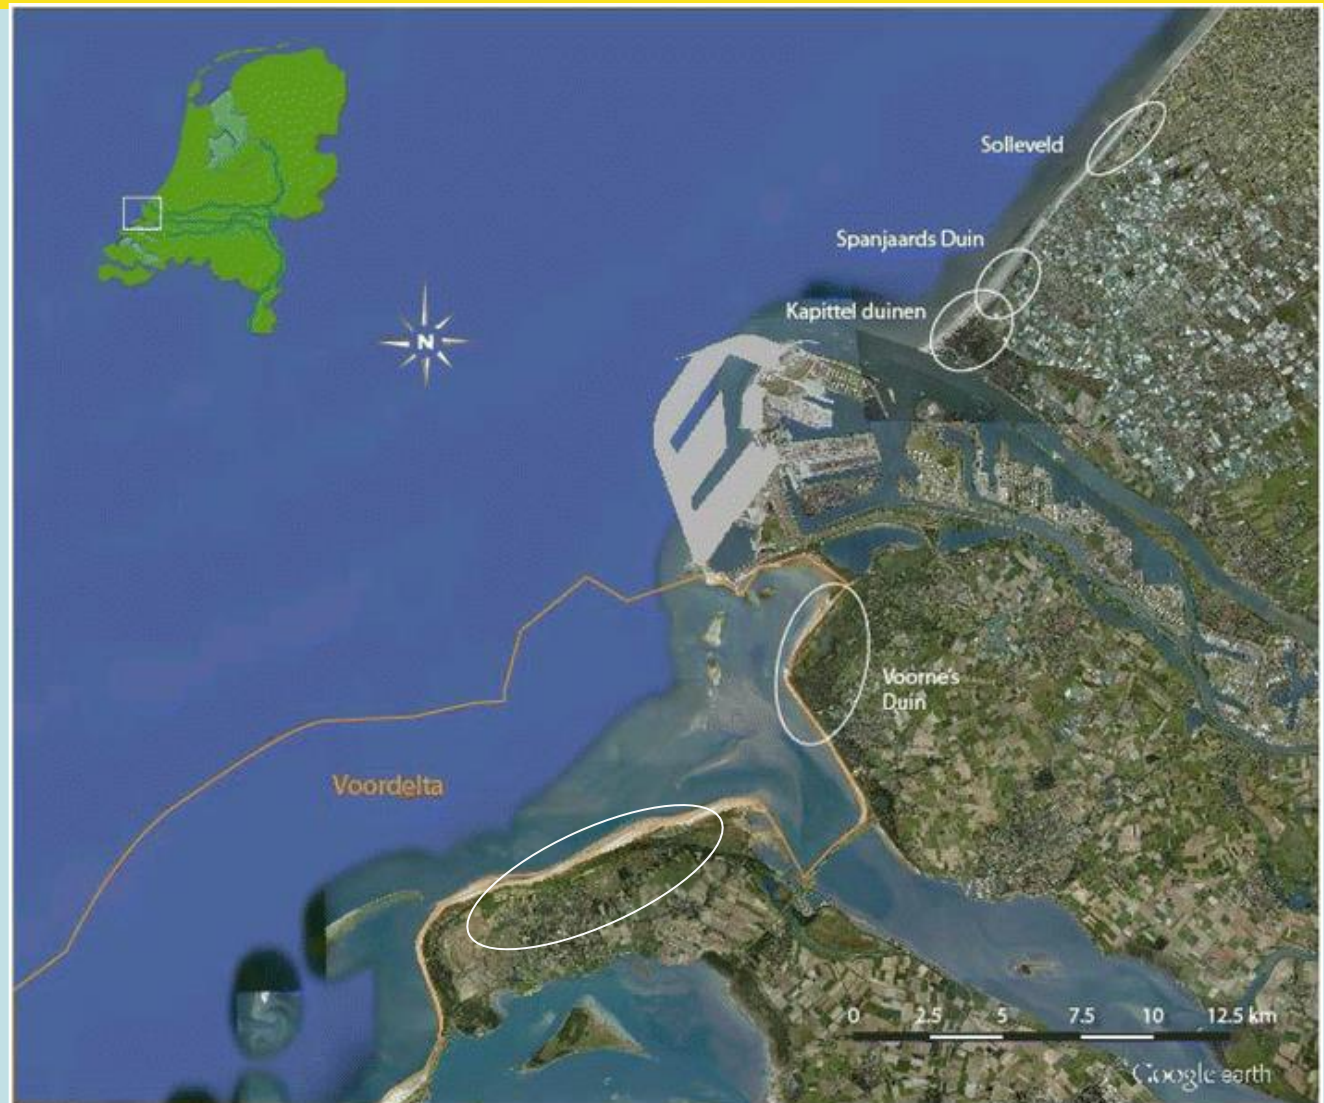 Solleveld
Spanjaards Duin
Kapittel duinen
N
Voorne's
Duin
Voordelta
0 2.5 5 7.5 10 12.5 km
Google earth